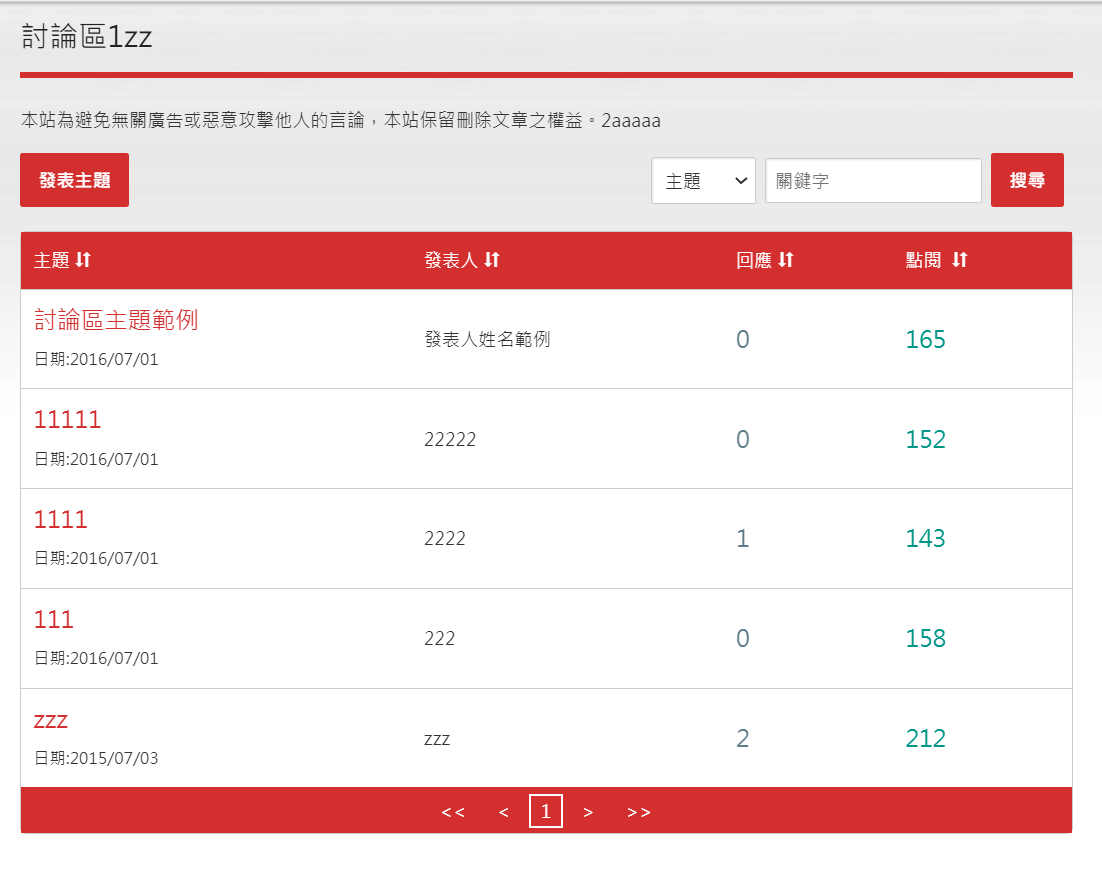 討論區1zz
本站為避免無關廣告或惡意攻擊他人的言論，本站保留刪除文章之權益。2aaaaa
發表主題 主題 關鍵字 搜尋
主題 發表人 回應 點閱
討論區主題範例
發表人姓名範例 0 165
日期:2016/07/01
11111
22222 0 152
日期:2016/07/01
1111
2222 1 143
日期:2016/07/01
111
222 0 158
日期:2016/07/01
zzz
zzz 2 212
日期:2015/07/03
<< < 1 > >>